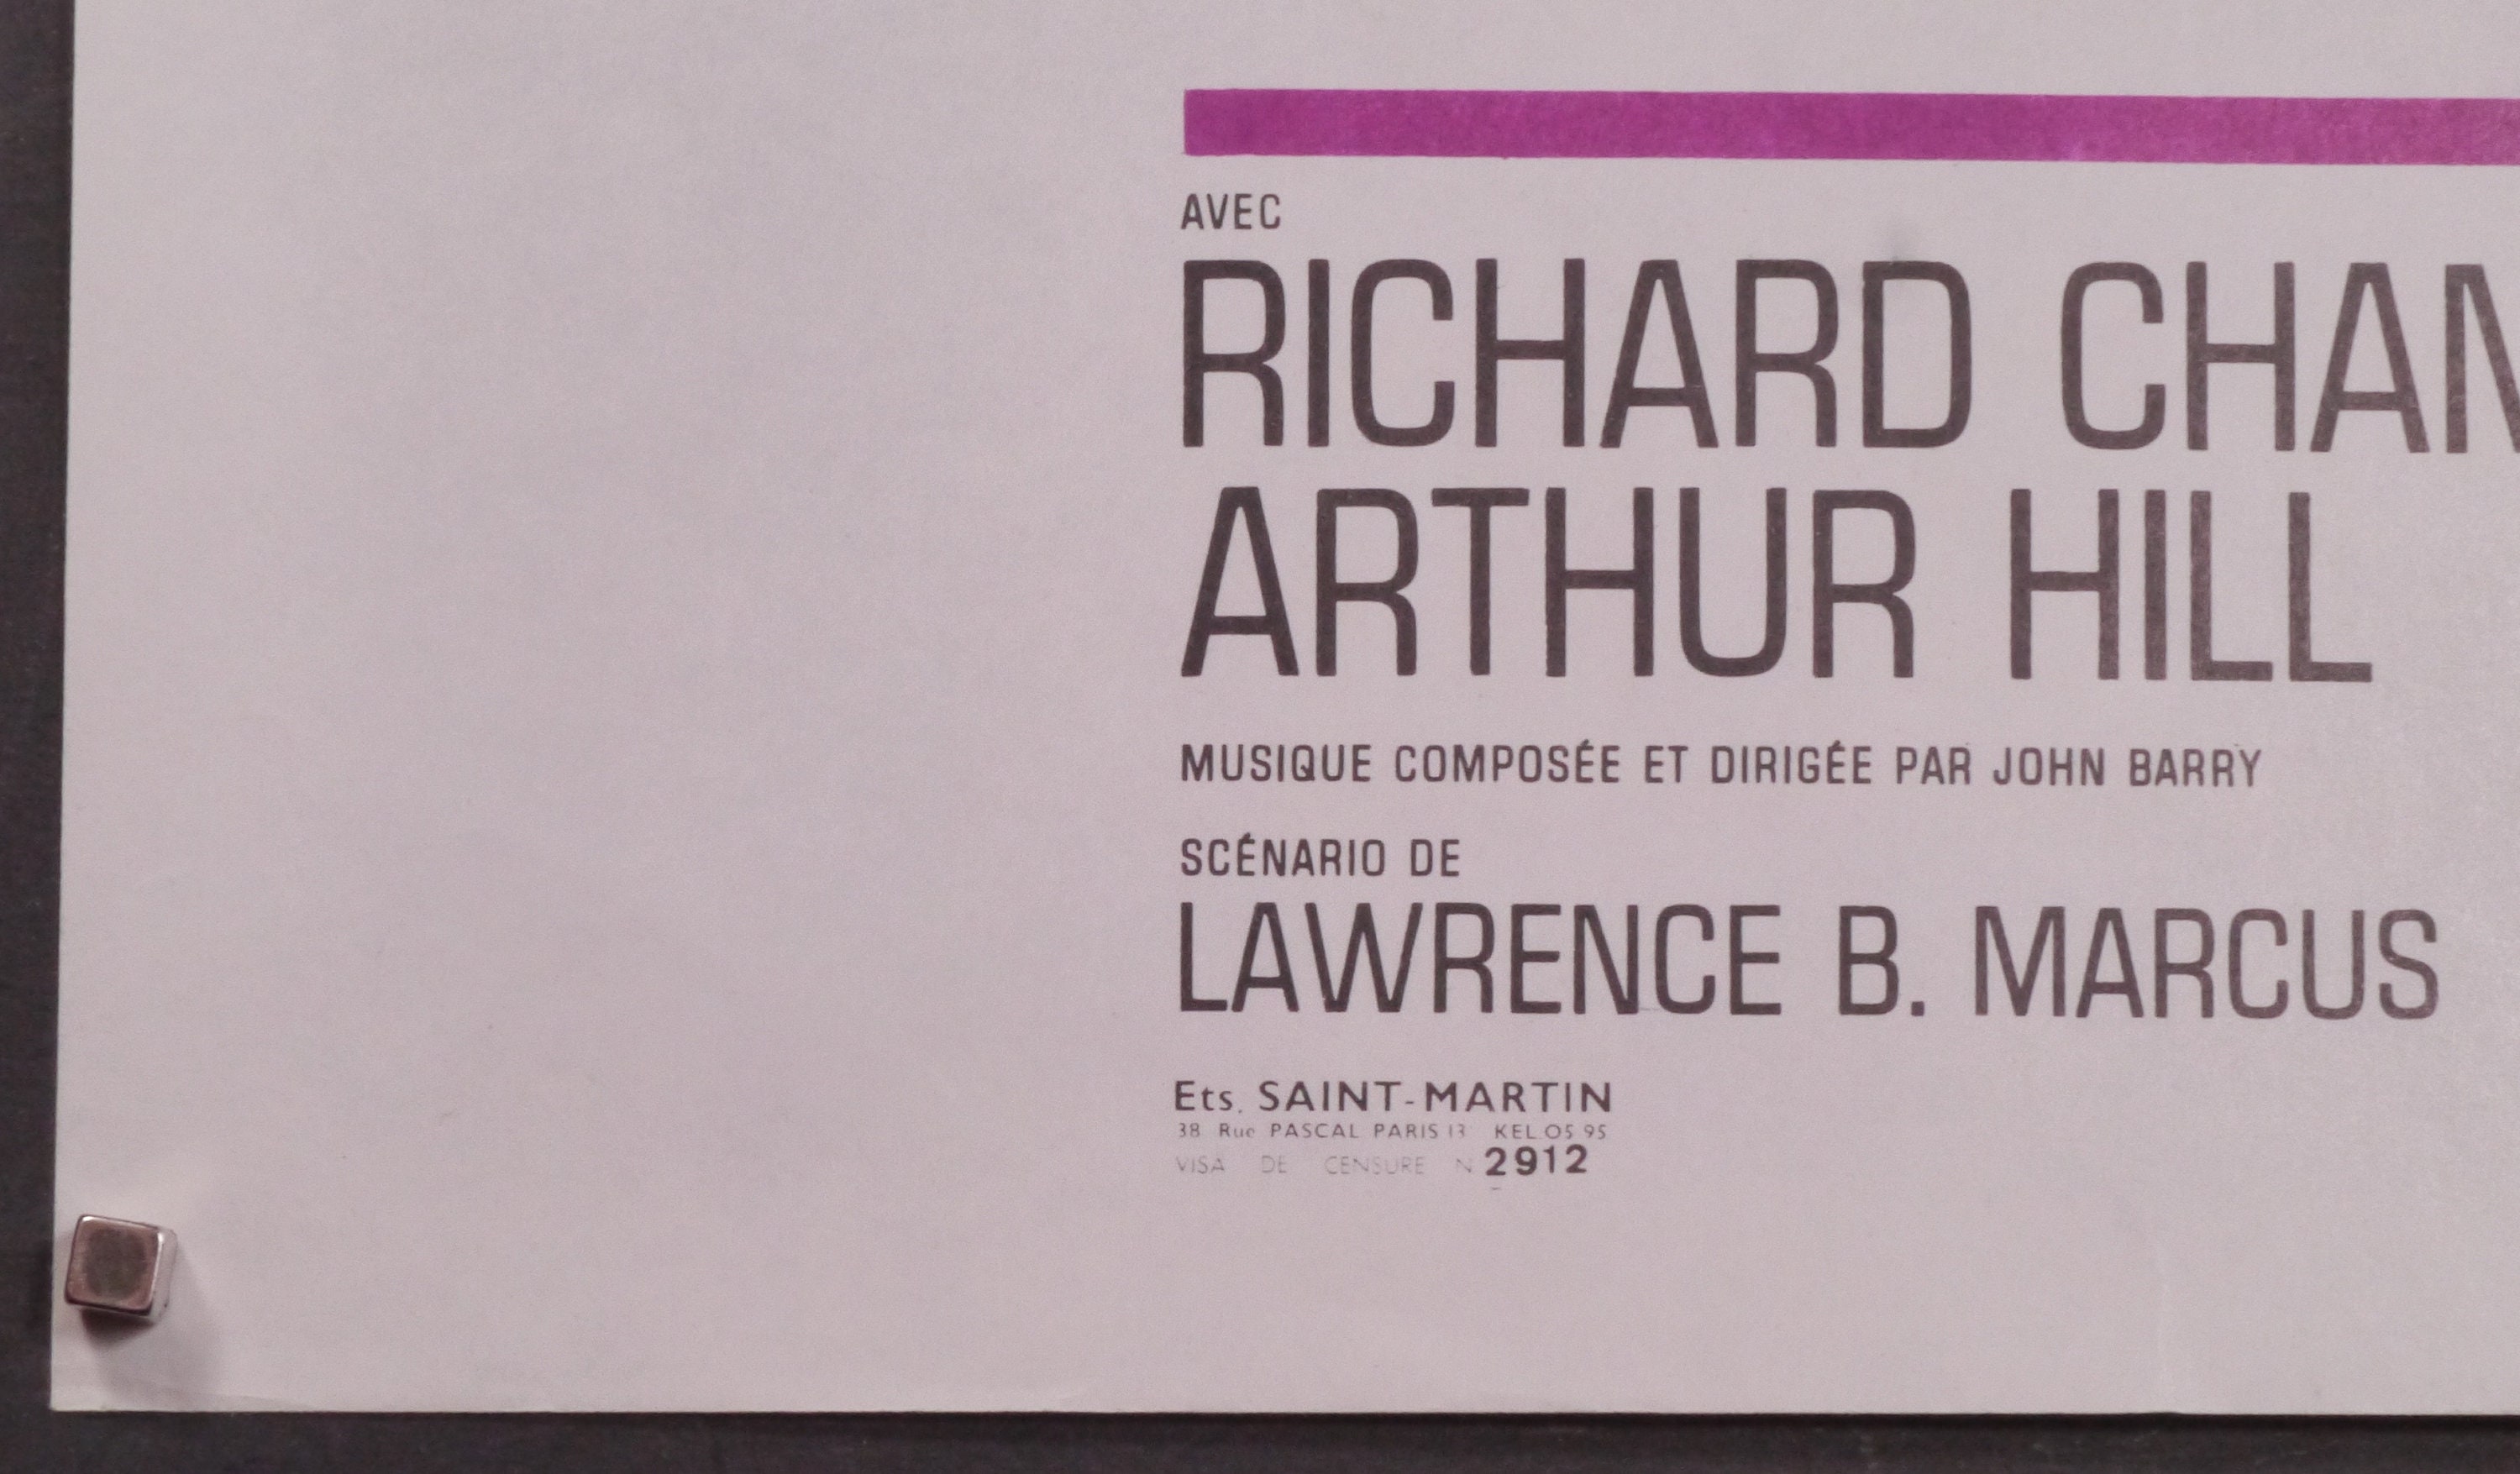 AVEC
RICHARD CHAM
ARTHUR HILL
MUSIQUE COMPOSÉE ET DIRIGÉE PAR JOHN BARRY
SCÉNARIO DE
LAWRENCE B. MARCUS
Ets. SAINT-MARTIN
38 Rue PASCAL PARIS 13 KEL.05 95
VISA DE CENSURE N 2912